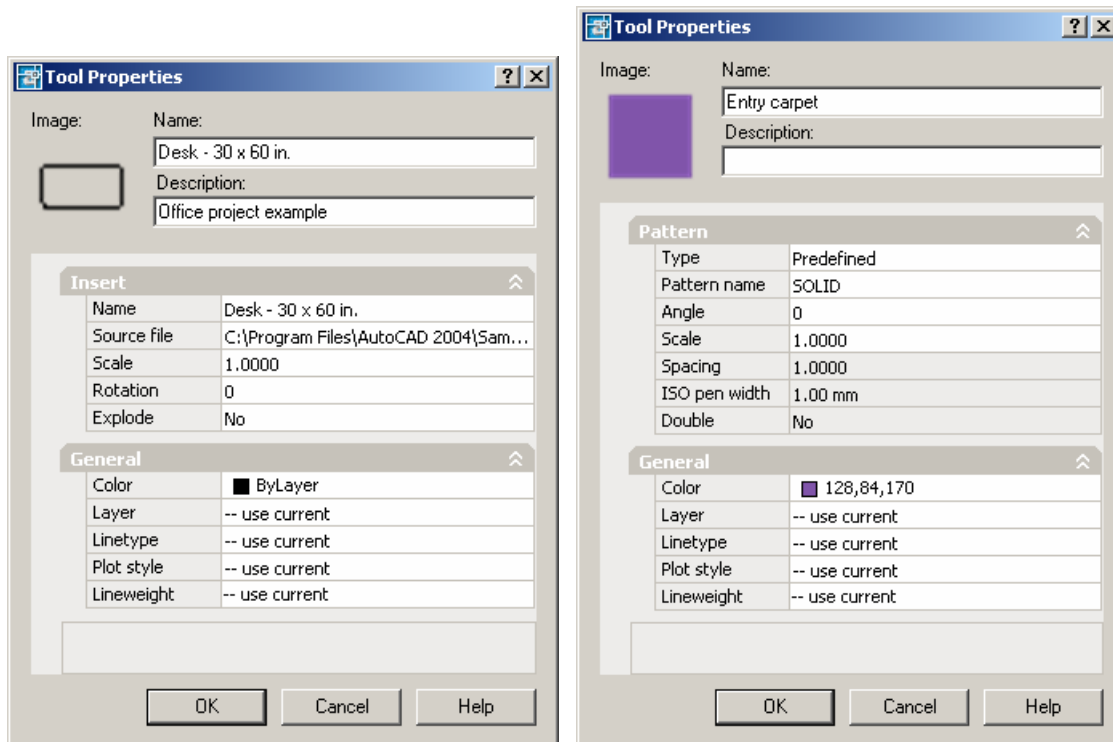 Tool Properties
Image:
Name:
Desk - 30 x 60 in.
Description:
Office project example
Insert
Name Desk - 30 x 60 in.
Source file C:\Program Files\AutoCAD 2004\Sam...
Scale 1.0000
Rotation 0
Explode No
General
Color ByLayer
Layer -- use current
Linetype -- use current
Plot style -- use current
Lineweight -- use current
OK Cancel Help
Tool Properties
Image:
Name:
Entry carpet
Description:
Pattern
Type Predefined
Pattern name SOLID
Angle 0
Scale 1.0000
Spacing 1.0000
ISO pen width 1.00 mm
Double No
General
Color 128,84,170
Layer -- use current
Linetype -- use current
Plot style -- use current
Lineweight -- use current
OK Cancel Help